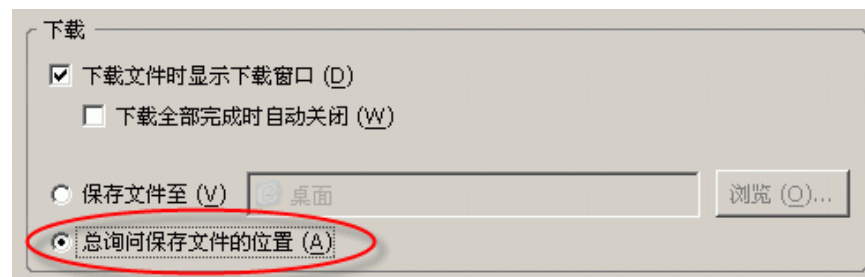 下载
下载文件时显示下载窗口 (D)
下载全部完成时自动关闭 (W)
保存文件至 (V) 桌面 浏览 (O)...
总询问保存文件的位置 (A)